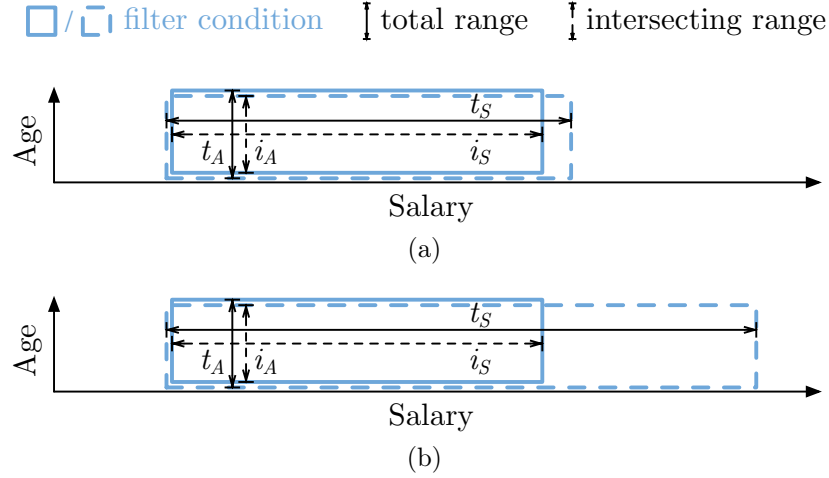 / filter condition total range intersecting range
Age
t_S
t_A i_A i_S
Salary
(a)
Age
t_S
t_A i_A i_S
Salary
(b)